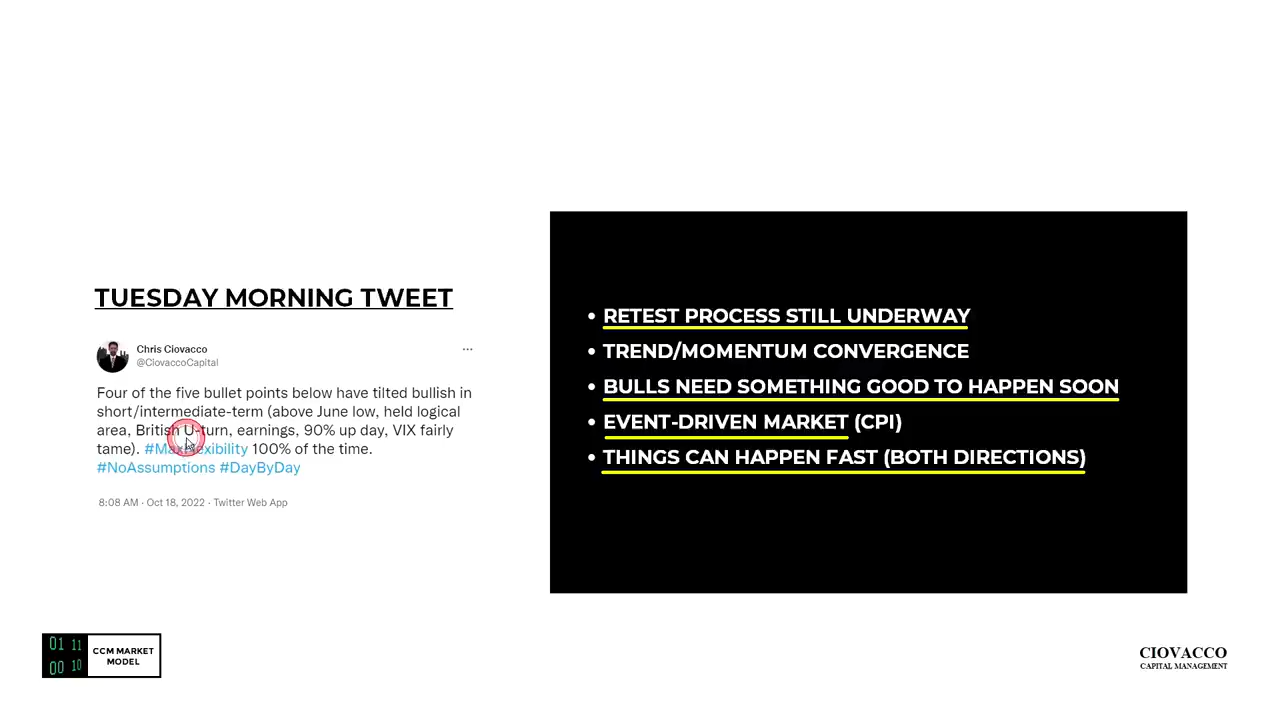 TUESDAY MORNING TWEET
Chris Ciovacco
@CiovaccoCapital
Four of the five bullet points below have tilted bullish in
short/intermediate-term (above June low, held logical
area, British U-turn, earnings, 90% up day, VIX fairly
tame). #MaxFlexibility 100% of the time.
#NoAssumptions #DayByDay
8:08 AM · Oct 18, 2022 · Twitter Web App
• RETEST PROCESS STILL UNDERWAY
• TREND/MOMENTUM CONVERGENCE
• BULLS NEED SOMETHING GOOD TO HAPPEN SOON
• EVENT-DRIVEN MARKET (CPI)
• THINGS CAN HAPPEN FAST (BOTH DIRECTIONS)
01 11
00 10
CCM MARKET
MODEL
CIOVACCO
CAPITAL MANAGEMENT